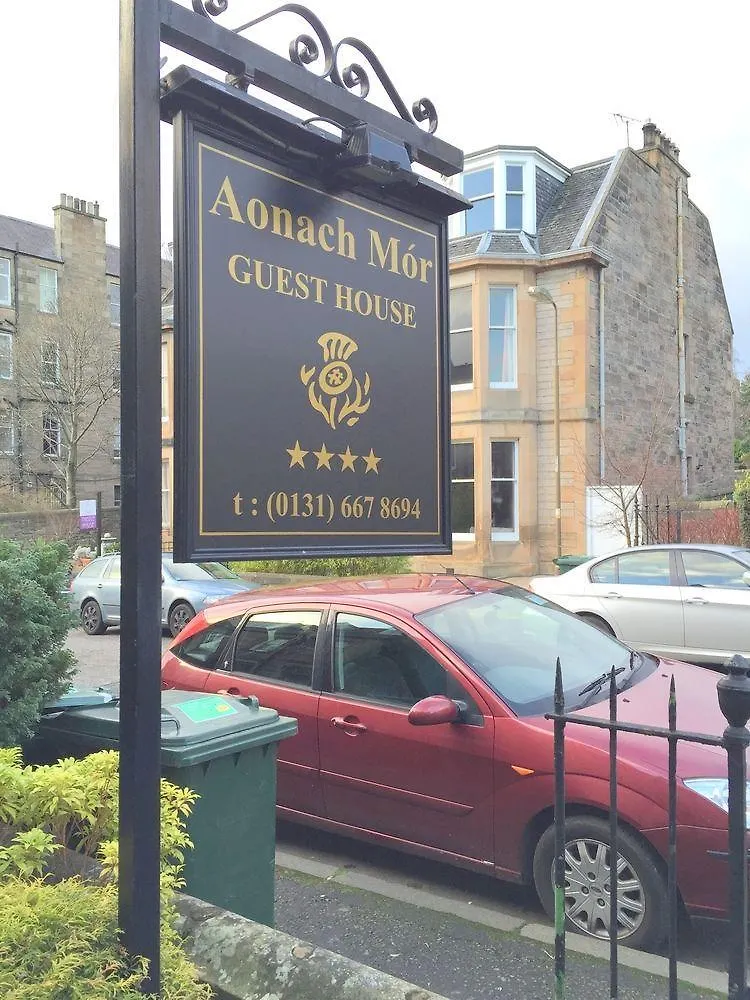 Aonach Mór
GUEST HOUSE
t : (0131) 667 8694